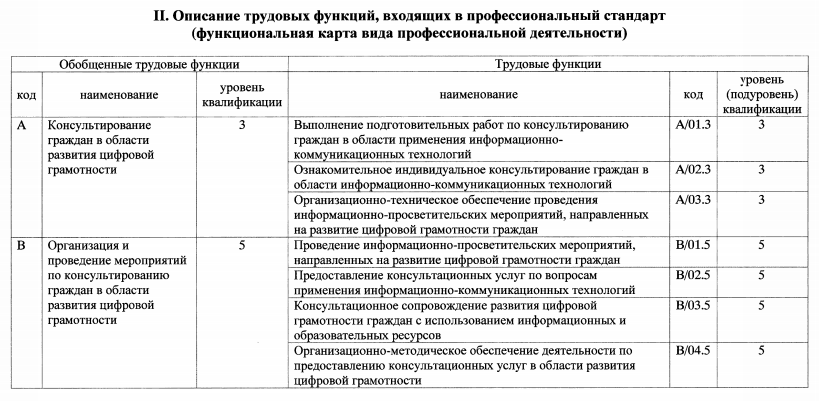 II. Описание трудовых функций, входящих в профессиональный стандарт
(функциональная карта вида профессиональной деятельности)
Обобщенные трудовые функции
Трудовые функции
код
наименование
уровень
квалификации
наименование
код
уровень
(подуровень)
квалификации
А
Консультирование
граждан в области
развития цифровой
грамотности
3
Выполнение подготовительных работ по консультированию
граждан в области применения информационно-
коммуникационных технологий
А/01.3
3
Ознакомительное индивидуальное консультирование граждан в
области информационно-коммуникационных технологий
А/02.3
3
Организационно-техническое обеспечение проведения
информационно-просветительских мероприятий, направленных
на развитие цифровой грамотности граждан
А/03.3
3
В
Организация и
проведение мероприятий
по консультированию
граждан в области
развития цифровой
грамотности
5
Проведение информационно-просветительских мероприятий,
направленных на развитие цифровой грамотности граждан
В/01.5
5
Предоставление консультационных услуг по вопросам
применения информационно-коммуникационных технологий
В/02.5
5
Консультационное сопровождение развития цифровой
грамотности граждан с использованием информационных и
образовательных ресурсов
В/03.5
5
Организационно-методическое обеспечение деятельности по
предоставлению консультационных услуг в области развития
цифровой грамотности
В/04.5
5